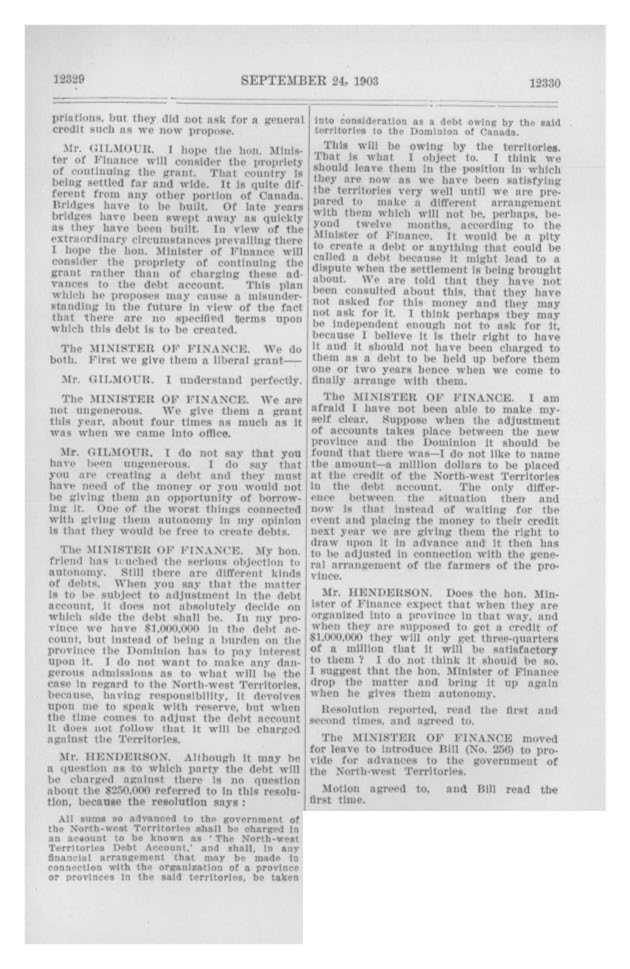 12329 SEPTEMBER 24, 1903 12330
priations, but they did not ask for a general
credit such as we now propose.
Mr. GILMOUR. I hope the hon. Minis-
ter of Finance will consider the propriety
of continuing the grant. That country is
being settled far and wide. It is quite dif-
ferent from any other portion of Canada.
Bridges have to be built. Of late years
bridges have been swept away as quickly
as they have been built. In view of the
extraordinary circumstances prevailing there
I hope the hon. Minister of Finance will
consider the propriety of continuing the
grant rather than of charging these ad-
vances to the debt account. This plan
which he proposes may cause a misunder-
standing in the future in view of the fact
that there are no specified terms upon
which this debt is to be created.
The MINISTER OF FINANCE. We do
both. First we give them a liberal grant—
Mr. GILMOUR. I understand perfectly.
The MINISTER OF FINANCE. We are
not ungenerous. We give them a grant
this year, about four times as much as it
was when we came into office.
Mr. GILMOUR. I do not say that you
have been ungenerous. I do say that
you are creating a debt and they must
have need of the money or you would not
be giving them an opportunity of borrow-
ing it. One of the worst things connected
with giving them autonomy in my opinion
is that they would be free to create debts.
The MINISTER OF FINANCE. My hon.
friend has touched the serious objection to
autonomy. Still there are different kinds
of debts. When you say that the matter
is to be subject to adjustment in the debt
account, it does not absolutely decide on
which side the debt shall be. In my pro-
vince we have $1,000,000 in the debt ac-
count, but instead of being a burden on the
province the Dominion has to pay interest
upon it. I do not want to make any dan-
gerous admissions as to what will be the
case in regard to the North-west Territories,
because, having responsibility, it devolves
upon me to speak with reserve, but when
the time comes to adjust the debt account
it does not follow that it will be charged
against the Territories.
Mr. HENDERSON. Although it may be
a question as to which party the debt will
be charged against there is no question
about the $250,000 referred to in this resolu-
tion, because the resolution says :
All sums so advanced to the government of
the North-west Territories shall be charged in
an account to be known as 'The North-west
Territories Debt Account,' and shall, in any
financial arrangement that may be made in
connection with the organization of a province
or provinces in the said territories, be taken
into consideration as a debt owing by the said
territories to the Dominion of Canada.
This will be owing by the territories.
That is what I object to. I think we
should leave them in the position in which
they are now as we have been satisfying
the territories very well until we are pre-
pared to make a different arrangement
with them which will not be, perhaps, be-
yond twelve months, according to the
Minister of Finance. It would be a pity
to create a debt or anything that could be
called a debt because it might lead to a
dispute when the settlement is being brought
about. We are told that they have not
been consulted about this, that they have
not asked for this money and they may
not ask for it. I think perhaps they may
be independent enough not to ask for it,
because I believe it is their right to have
it and it should not have been charged to
them as a debt to be held up before them
one or two years hence when we come to
finally arrange with them.
The MINISTER OF FINANCE. I am
afraid I have not been able to make my-
self clear. Suppose when the adjustment
of accounts takes place between the new
province and the Dominion it should be
found that there was—I do not like to name
the amount—a million dollars to be placed
at the credit of the North-west Territories
in the debt account. The only differ-
ence between the situation then and
now is that instead of waiting for the
event and placing the money to their credit
next year we are giving them the right to
draw upon it in advance and it then has
to be adjusted in connection with the gene-
ral arrangement of the farmers of the pro-
vince.
Mr. HENDERSON. Does the hon. Min-
ister of Finance expect that when they are
organized into a province in that way, and
when they are supposed to get a credit of
$1,000,000 they will only get three-quarters
of a million that it will be satisfactory
to them ? I do not think it should be so.
I suggest that the hon. Minister of Finance
drop the matter and bring it up again
when he gives them autonomy.
Resolution reported, read the first and
second times, and agreed to.
The MINISTER OF FINANCE moved
for leave to introduce Bill (No. 256) to pro-
vide for advances to the government of
the North-west Territories.
Motion agreed to, and Bill read the
first time.